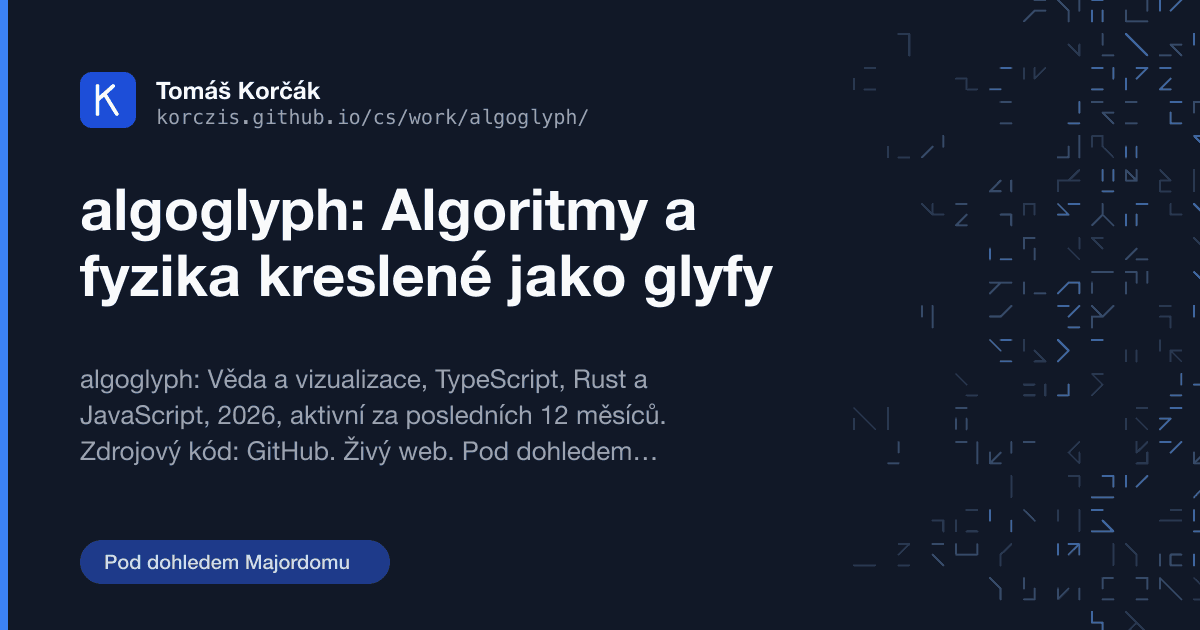 K
Tomáš Korčák
korczis.github.io/cs/work/algoglyph/
algoglyph: Algoritmy a
fyzika kreslené jako glyfy
algoglyph: Věda a vizualizace, TypeScript, Rust a
JavaScript, 2026, aktivní za posledních 12 měsíců.
Zdrojový kód: GitHub. Živý web. Pod dohledem…
Pod dohledem Majordomu